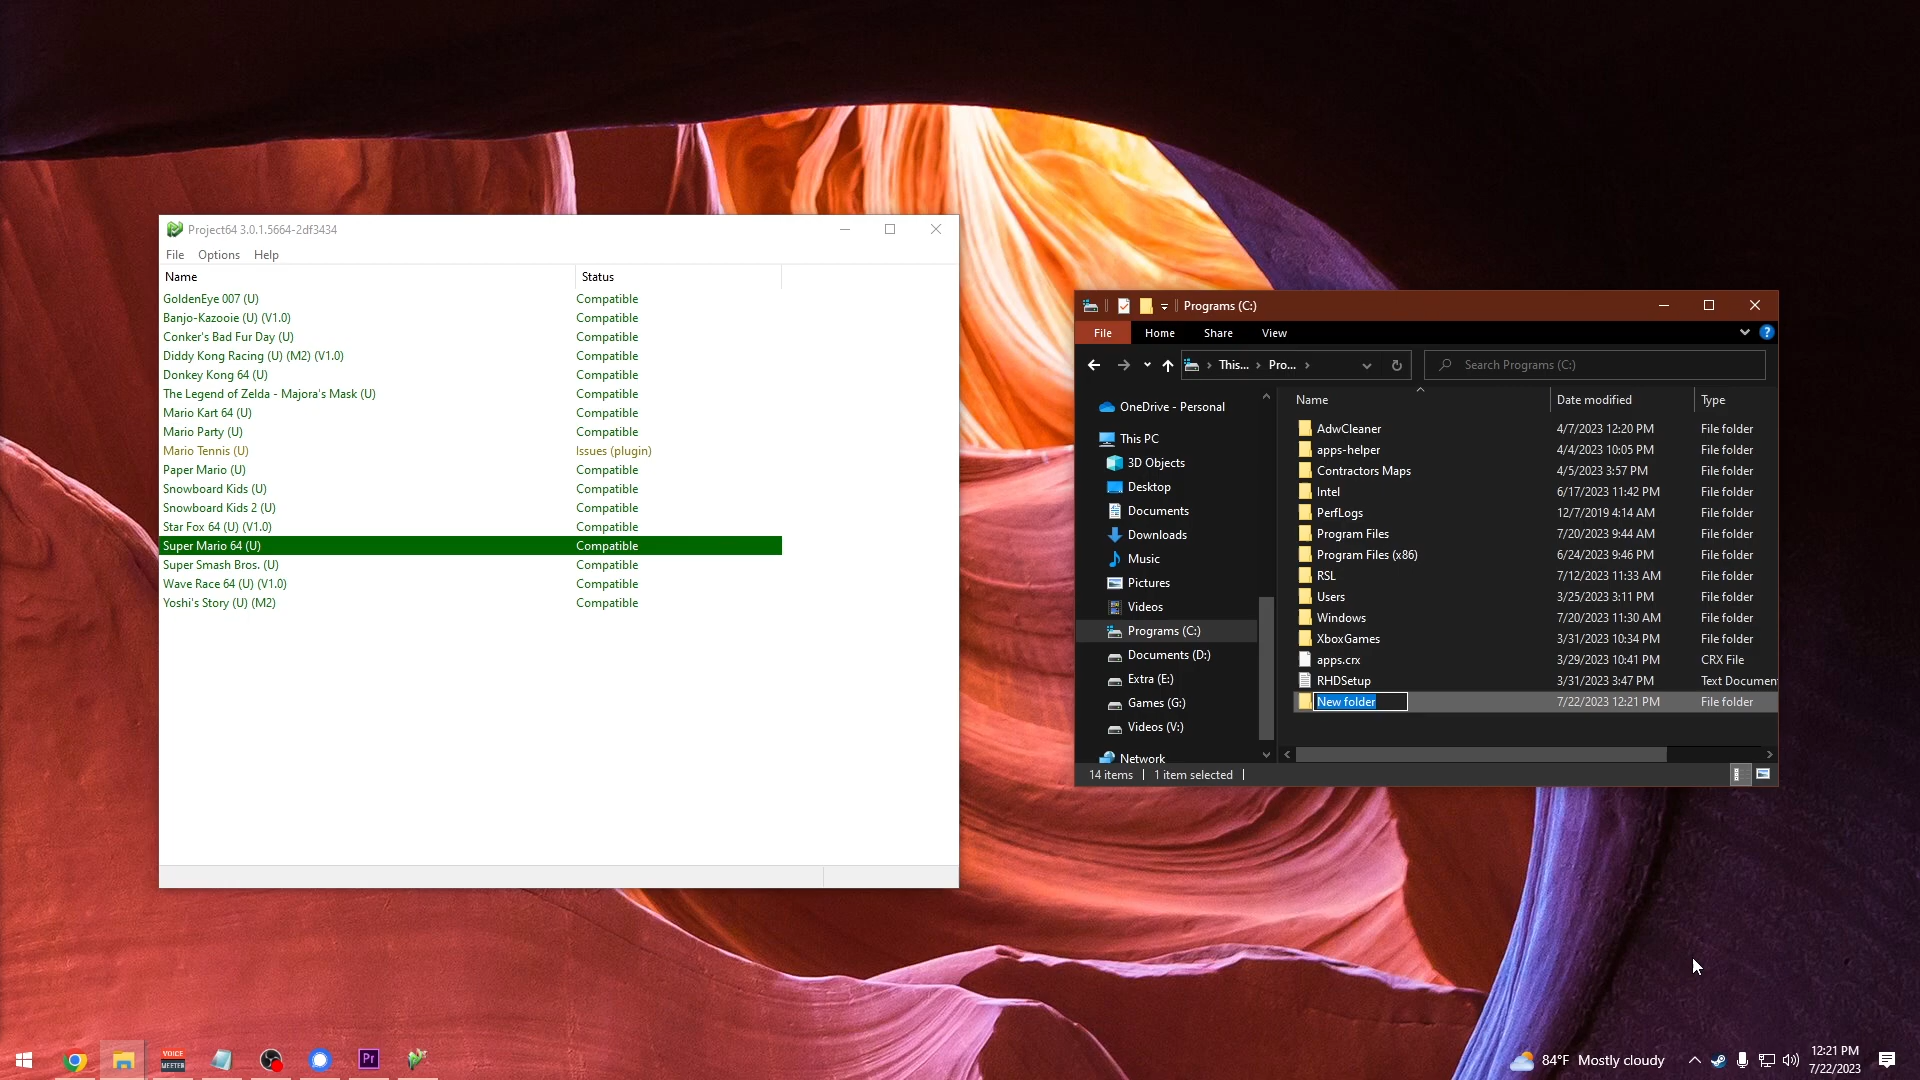 Project64 3.0.1.5664-2df3434
File Options Help
Name Status
GoldenEye 007 (U) Compatible
Banjo-Kazooie (U) (V1.0) Compatible
Conker's Bad Fur Day (U) Compatible
Diddy Kong Racing (U) (M2) (V1.0) Compatible
Donkey Kong 64 (U) Compatible
The Legend of Zelda - Majora's Mask (U) Compatible
Mario Kart 64 (U) Compatible
Mario Party (U) Compatible
Mario Tennis (U) Issues (plugin)
Paper Mario (U) Compatible
Snowboard Kids (U) Compatible
Snowboard Kids 2 (U) Compatible
Star Fox 64 (U) (V1.0) Compatible
Super Mario 64 (U) Compatible
Super Smash Bros. (U) Compatible
Wave Race 64 (U) (V1.0) Compatible
Yoshi's Story (U) (M2) Compatible
Programs (C:)
File Home Share View
This... Pro... Search Programs (C:)
OneDrive - Personal
This PC
3D Objects
Desktop
Documents
Downloads
Music
Pictures
Videos
Programs (C:)
Documents (D:)
Extra (E:)
Games (G:)
Videos (V:)
Network
Name Date modified Type
AdwCleaner 4/7/2023 12:20 PM File folder
apps-helper 4/4/2023 10:05 PM File folder
Contractors Maps 4/5/2023 3:57 PM File folder
Intel 6/17/2023 11:42 PM File folder
PerfLogs 12/7/2019 4:14 AM File folder
Program Files 7/20/2023 9:44 AM File folder
Program Files (x86) 6/24/2023 9:46 PM File folder
RSL 7/12/2023 11:33 AM File folder
Users 3/25/2023 3:11 PM File folder
Windows 7/20/2023 11:30 AM File folder
XboxGames 3/31/2023 10:34 PM File folder
apps.crx 3/29/2023 10:41 PM CRX File
RHDSetup 3/31/2023 3:47 PM Text Documen
New folder 7/22/2023 12:21 PM File folder
14 items 1 item selected
VOICE
MEETER
Pr
84°F Mostly cloudy
12:21 PM
7/22/2023